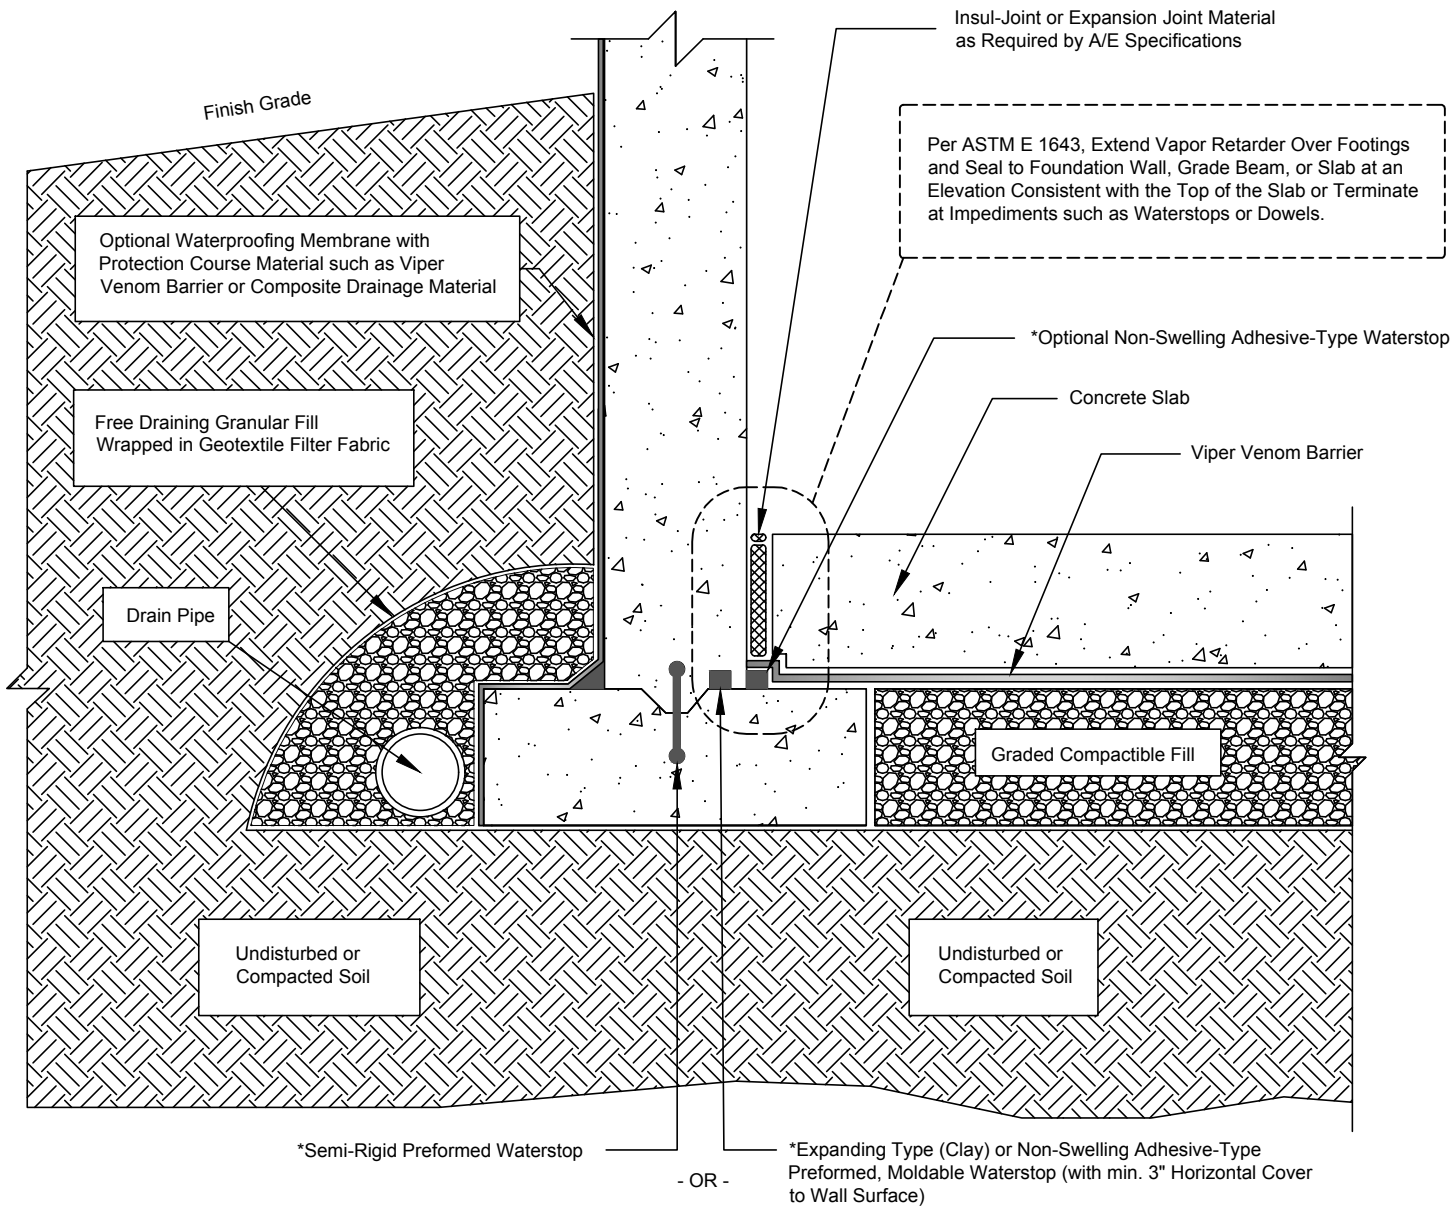 Insul-Joint or Expansion Joint Material
as Required by A/E Specifications
Finish Grade
Per ASTM E 1643, Extend Vapor Retarder Over Footings
and Seal to Foundation Wall, Grade Beam, or Slab at an
Elevation Consistent with the Top of the Slab or Terminate
at Impediments such as Waterstops or Dowels.
Optional Waterproofing Membrane with
Protection Course Material such as Viper
Venom Barrier or Composite Drainage Material
*Optional Non-Swelling Adhesive-Type Waterstop
Concrete Slab
Free Draining Granular Fill
Wrapped in Geotextile Filter Fabric
Viper Venom Barrier
Drain Pipe
Graded Compactible Fill
Undisturbed or
Compacted Soil
Undisturbed or
Compacted Soil
*Semi-Rigid Preformed Waterstop
- OR -
*Expanding Type (Clay) or Non-Swelling Adhesive-Type
Preformed, Moldable Waterstop (with min. 3" Horizontal Cover
to Wall Surface)